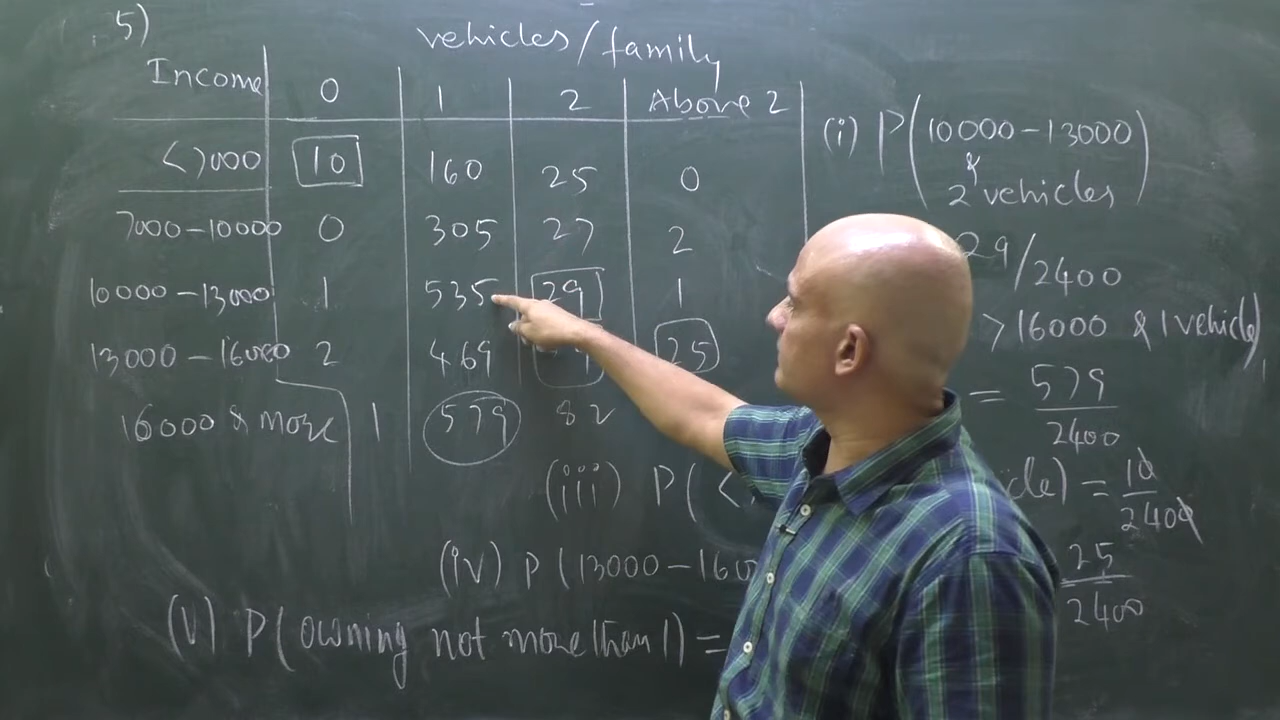 5)
vehicles/family
Income 0 1 2 Above 2
<7000 10 160 25 0
7000-10000 0 305 27 2
10000-13000 1 535 29 1
13000-16000 2 469 25
16000 & more 1 579 82
(i) P(10000-13000
&
2 vehicles)
29/2400
>16000 & 1 vehicle)
= 579/2400
(iii) P(< = 10/2400
(iv) P(13000-160 25/2400
(V) P(owning not more than 1) =